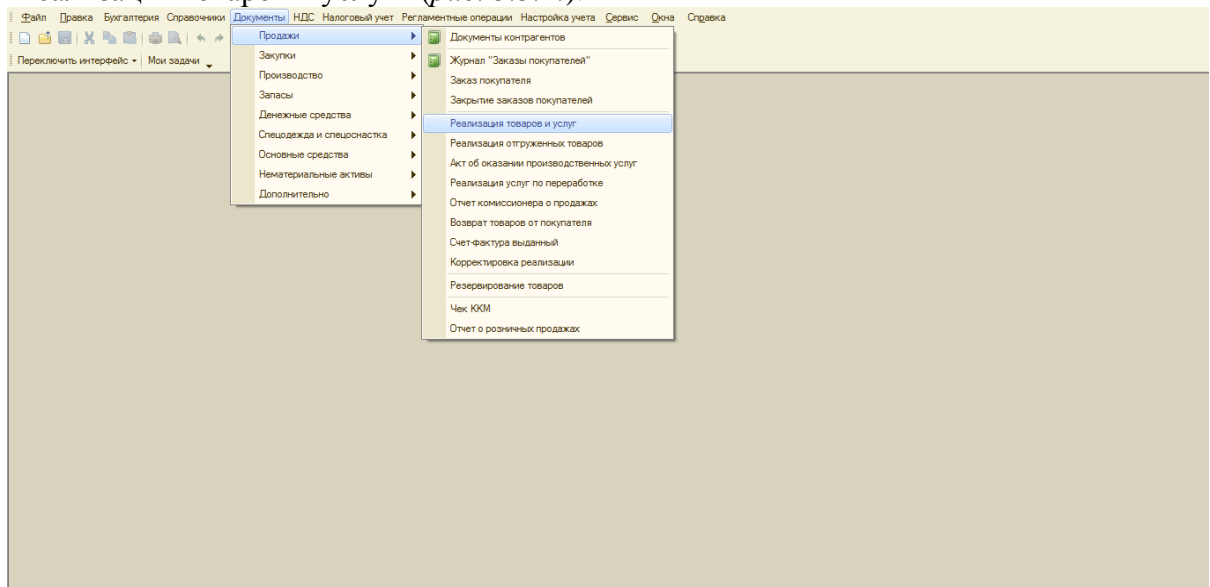 Файл Правка Бухгалтерия Справочники Документы НДС Налоговый учет Регламентные операции Настройка учета Сервис Окна Справка
Переключить интерфейс Мои задачи
Продажи
Закупки
Производство
Запасы
Денежные средства
Спецодежда и спецоснастка
Основные средства
Нематериальные активы
Дополнительно
Документы контрагентов
Журнал "Заказы покупателей"
Заказ покупателя
Закрытие заказов покупателей
Реализация товаров и услуг
Реализация отгруженных товаров
Акт об оказании производственных услуг
Реализация услуг по переработке
Отчет комиссионера о продажах
Возврат товаров от покупателя
Счет-фактура выданный
Корректировка реализации
Резервирование товаров
Чек ККМ
Отчет о розничных продажах